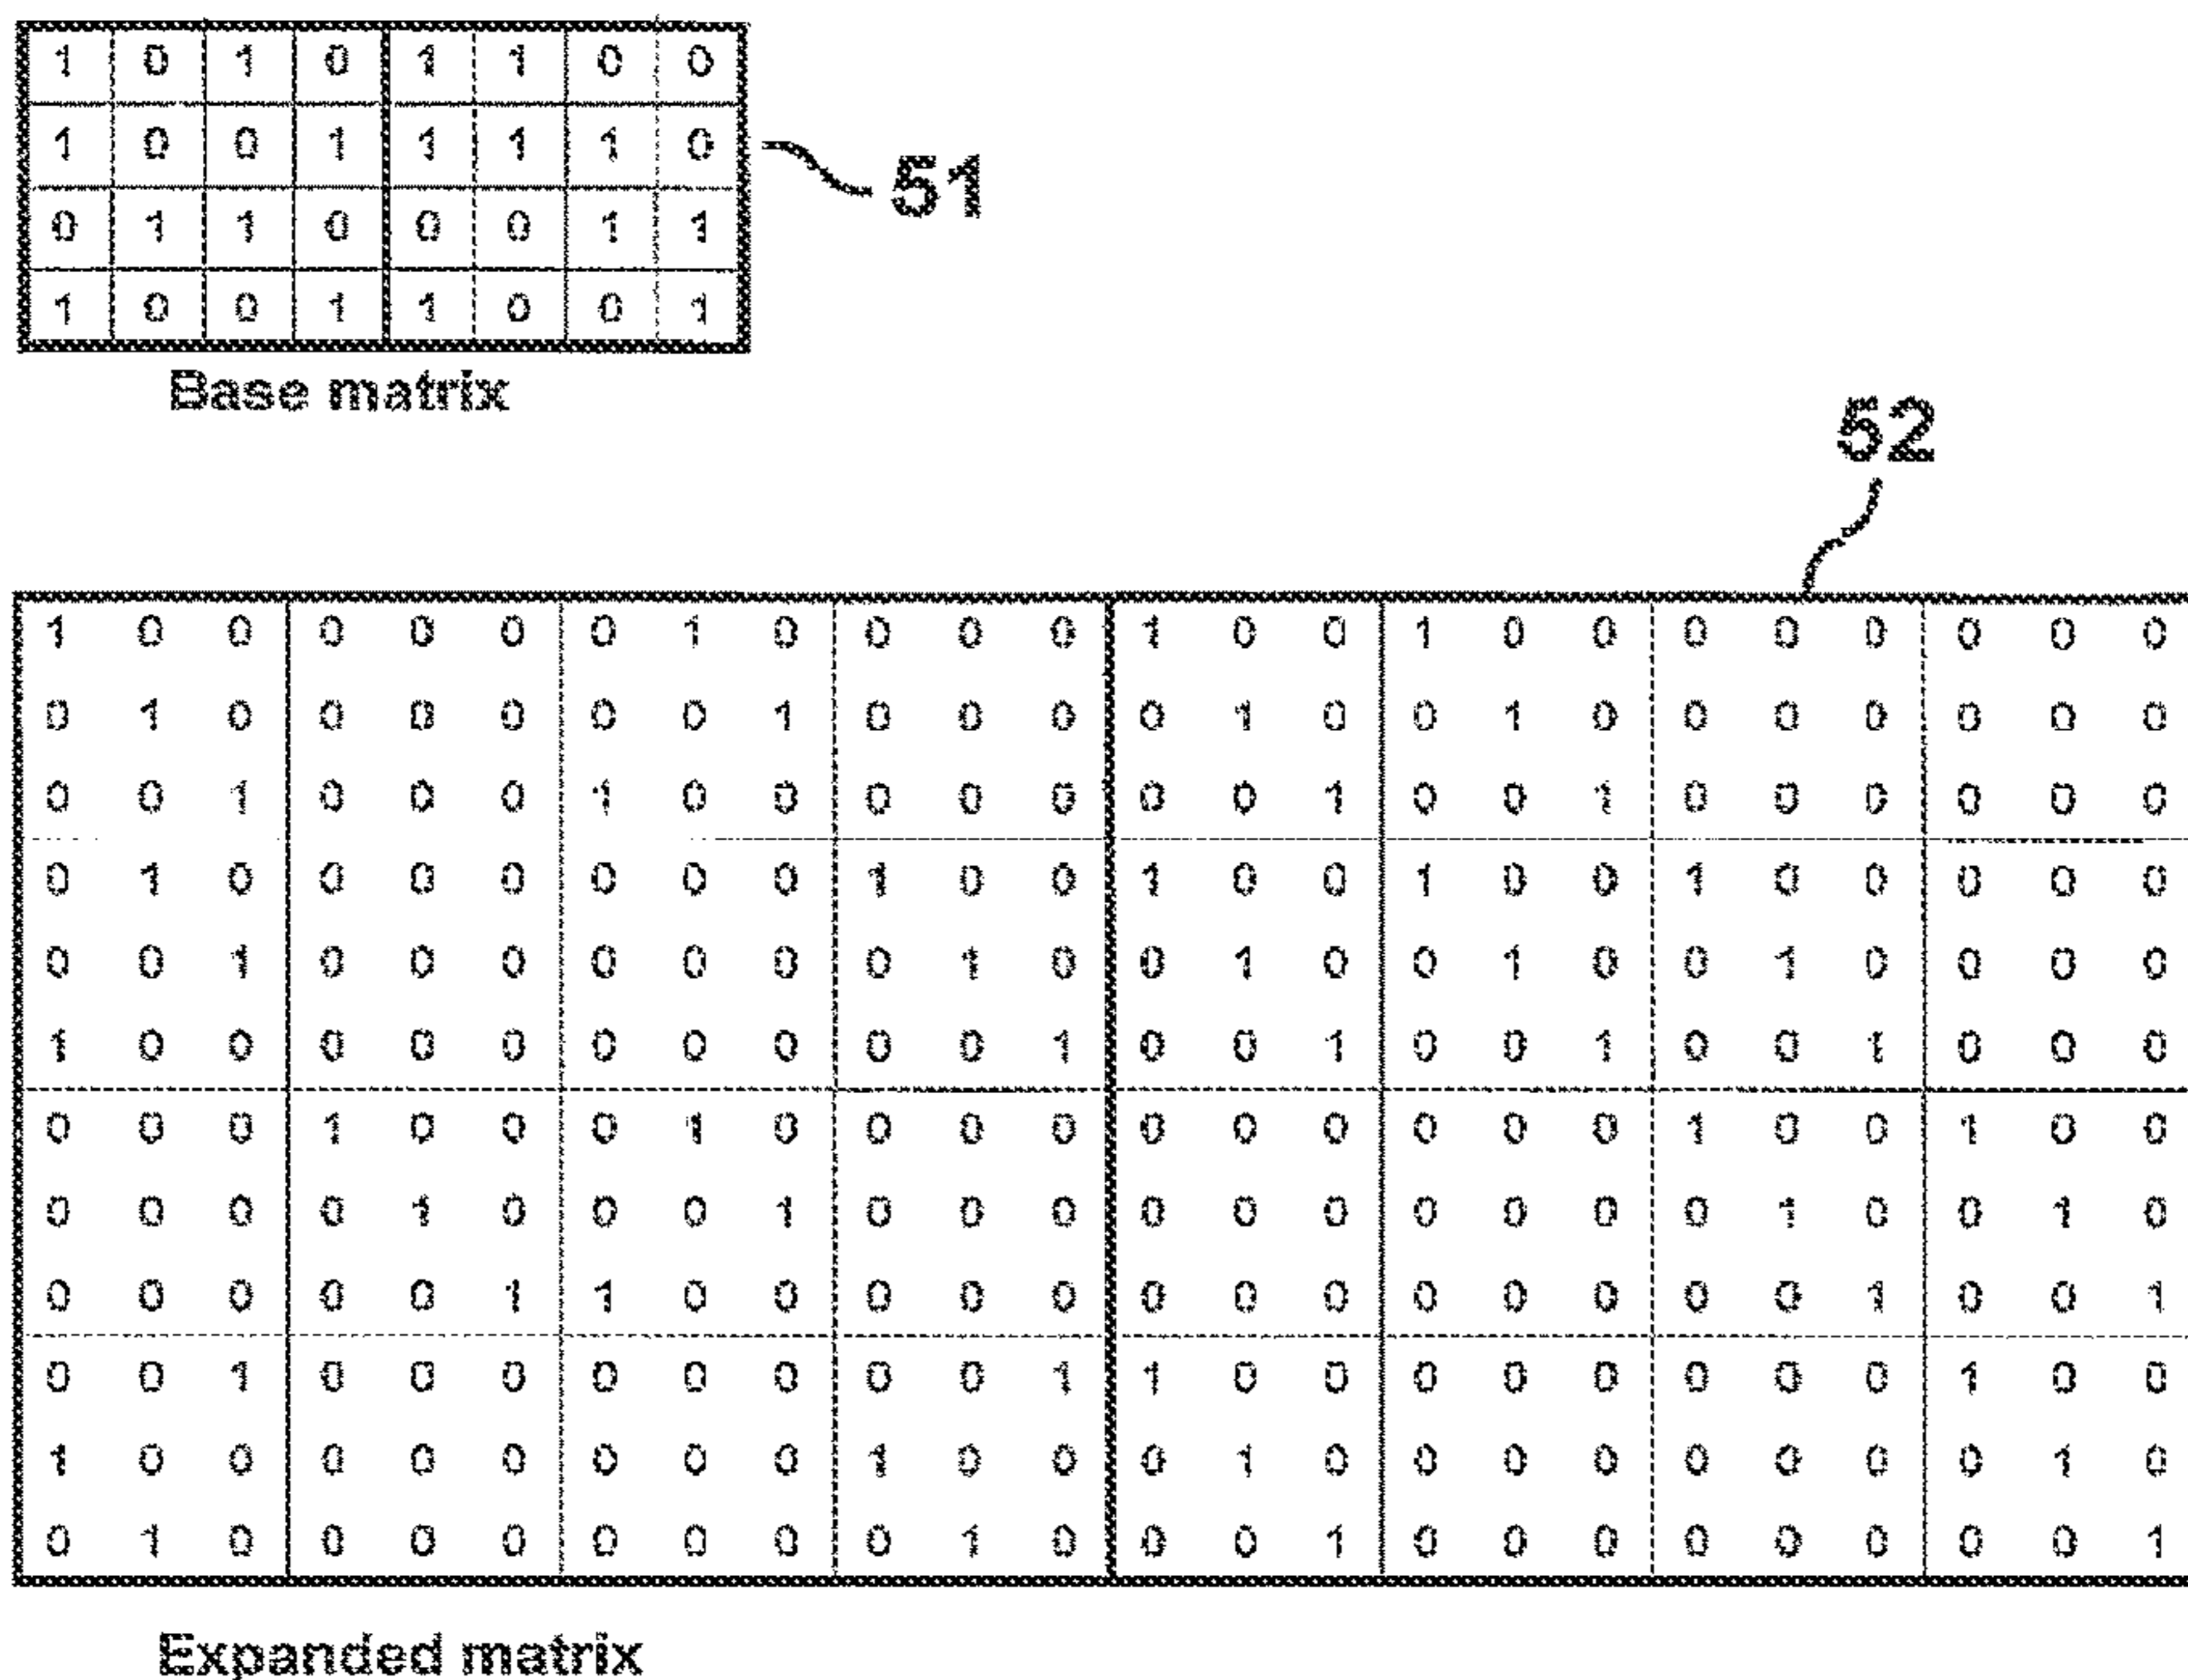 1 0 1 0 1 1 0 0
1 0 0 1 1 1 1 0
51
0 1 1 0 0 0 1 1
1 0 0 1 1 0 0 1
Base matrix
52
1 0 0 0 0 0 0 1 0 0 0 0 1 0 0 1 0 0 0 0 0 0 0 0
0 1 0 0 0 0 0 0 1 0 0 0 0 1 0 0 1 0 0 0 0 0 0 0
0 0 1 0 0 0 1 0 0 0 0 0 0 0 1 0 0 1 0 0 0 0 0 0
0 1 0 0 0 0 0 0 0 1 0 0 1 0 0 1 0 0 1 0 0 0 0 0
0 0 1 0 0 0 0 0 0 0 1 0 0 1 0 0 1 0 0 1 0 0 0 0
1 0 0 0 0 0 0 0 0 0 0 1 0 0 1 0 0 1 0 0 1 0 0 0
0 0 0 1 0 0 0 1 0 0 0 0 0 0 0 0 0 0 1 0 0 1 0 0
0 0 0 0 1 0 0 0 1 0 0 0 0 0 0 0 0 0 0 1 0 0 1 0
0 0 0 0 0 1 1 0 0 0 0 0 0 0 0 0 0 0 0 0 1 0 0 1
0 0 1 0 0 0 0 0 0 0 0 1 1 0 0 0 0 0 0 0 0 1 0 0
1 0 0 0 0 0 0 0 0 1 0 0 0 1 0 0 0 0 0 0 0 0 1 0
0 1 0 0 0 0 0 0 0 0 1 0 0 0 1 0 0 0 0 0 0 0 0 1
Expanded matrix